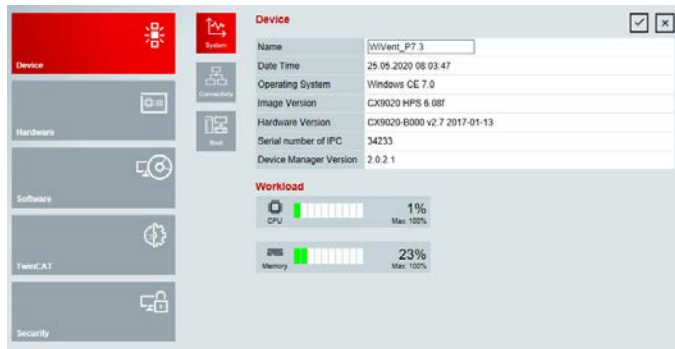 Device
Hardware
Software
TwinCAT
Security
System
Connectivity
Boot
Device
Name WiVent_P7.3
Date Time 25.05.2020 08:03:47
Operating System Windows CE 7.0
Image Version CX9020 HPS 6.08f
Hardware Version CX9020-B000 v2.7 2017-01-13
Serial number of IPC 34233
Device Manager Version 2.0.2.1
Workload
CPU 1%
Max: 100%
Memory 23%
Max: 100%